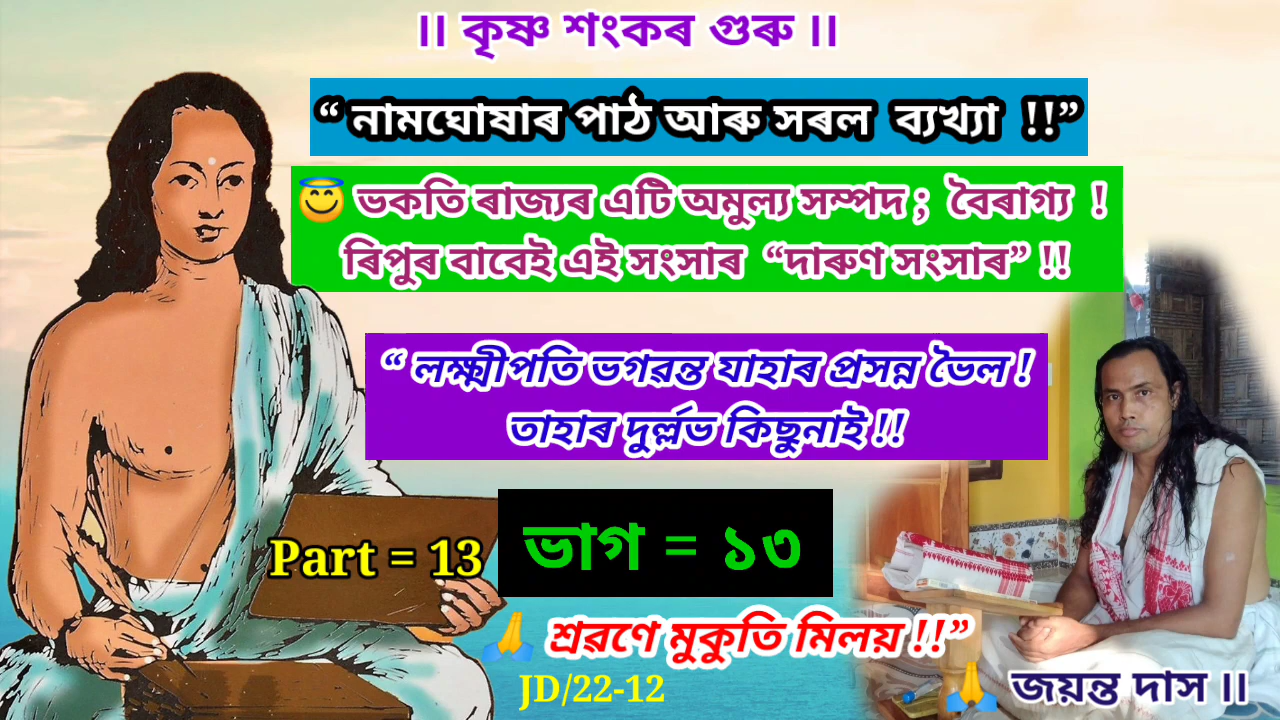 ।। কৃষ্ণ শংকৰ গুৰু ।।
“ নামঘোষাৰ পাঠ আৰু সৰল ব্যখ্যা !!”
😇 ভকতি ৰাজ্যৰ এটি অমুল্য সম্পদ ; বৈৰাগ্য !
ৰিপুৰ বাবেই এই সংসাৰ “দাৰুণ সংসাৰ” !!
“ লক্ষ্মীপতি ভগৱন্ত যাহাৰ প্ৰসন্ন ভৈল !
তাহাৰ দুৰ্ল্লভ কিছুনাই !!
Part = 13
ভাগ = ১৩
🙏 শ্ৰৱণে মুকুতি মিলয় !!”
JD/22-12
🙏 জয়ন্ত দাস ।।